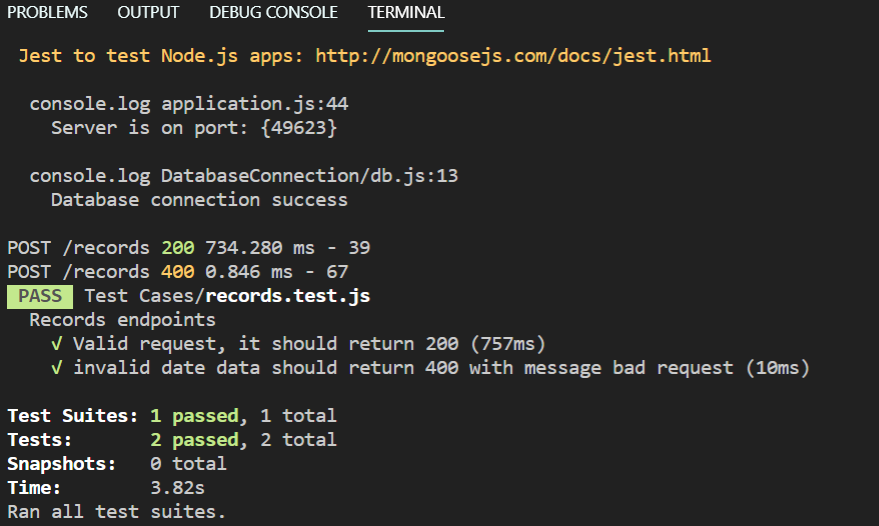 PROBLEMS OUTPUT DEBUG CONSOLE TERMINAL
Jest to test Node.js apps: http://mongoosejs.com/docs/jest.html
console.log application.js:44
Server is on port: {49623}
console.log DatabaseConnection/db.js:13
Database connection success
POST /records 200 734.280 ms - 39
POST /records 400 0.846 ms - 67
PASS Test Cases/records.test.js
Records endpoints
√ Valid request, it should return 200 (757ms)
√ invalid date data should return 400 with message bad request (10ms)
Test Suites: 1 passed, 1 total
Tests: 2 passed, 2 total
Snapshots: 0 total
Time: 3.82s
Ran all test suites.